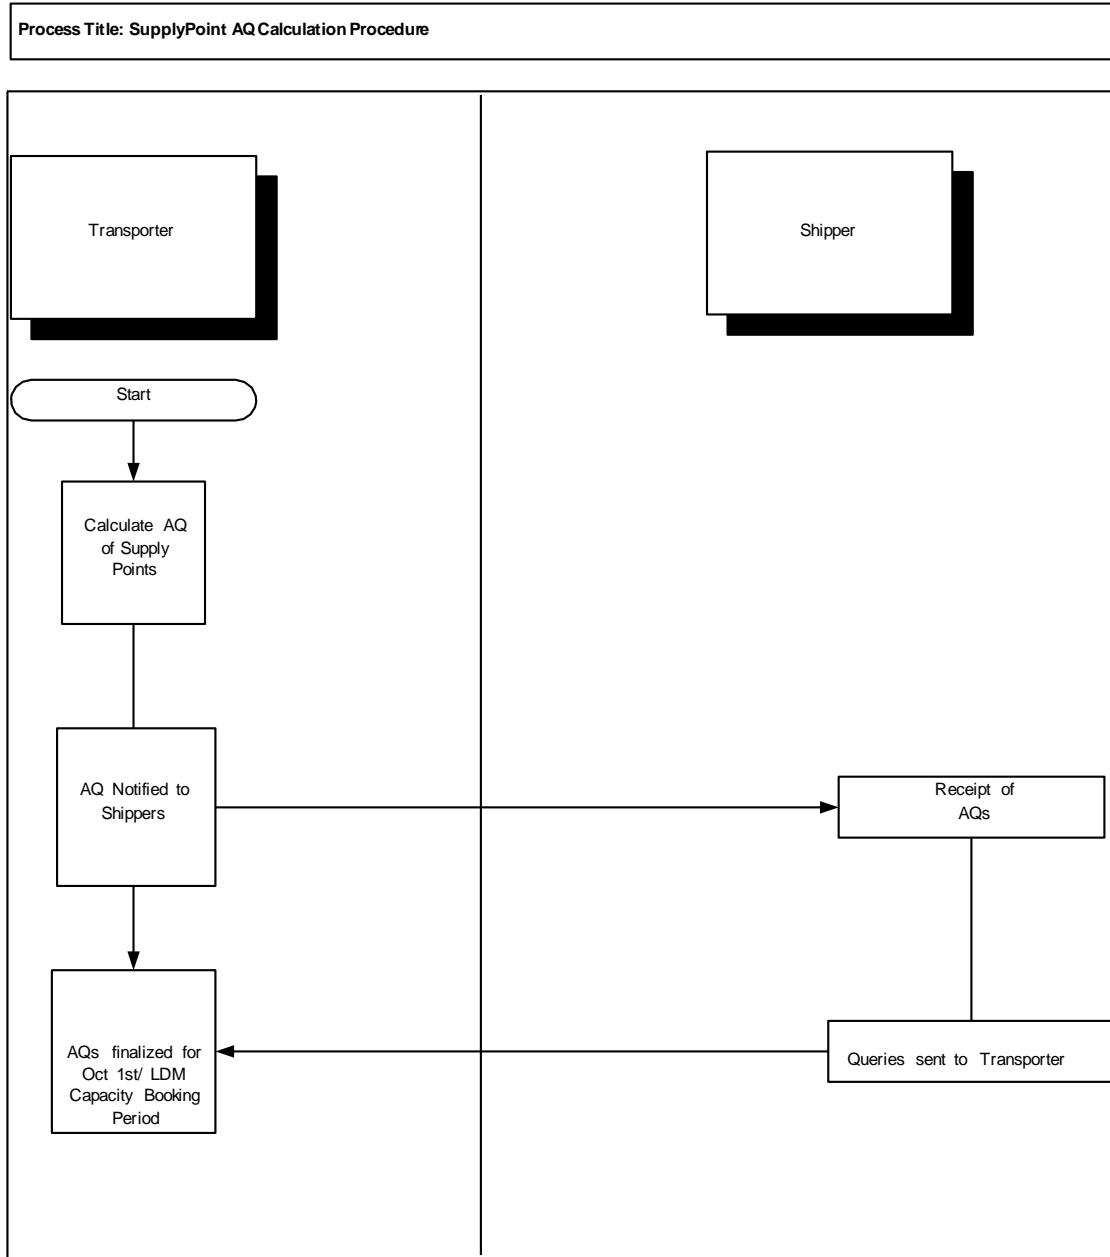 Process Title: SupplyPoint AQ Calculation Procedure
Transporter
Shipper
Start
Calculate AQ
of Supply
Points
AQ Notified to
Shippers
Receipt of
AQs
AQs finalized for
Oct 1st/ LDM
Capacity Booking
Period
Queries sent to Transporter